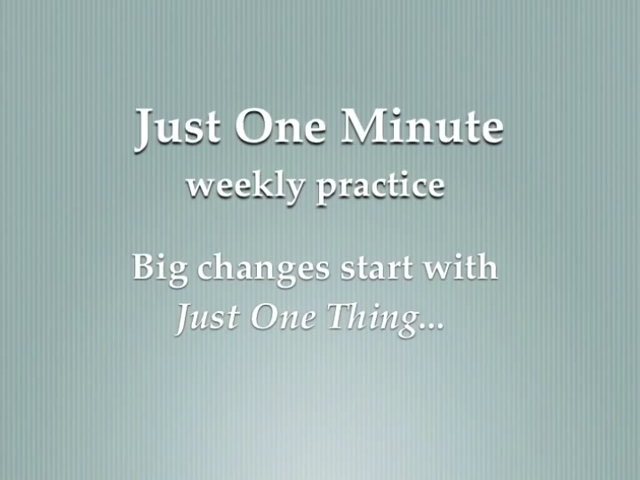 Just One Minute
weekly practice
Big changes start with
Just One Thing...